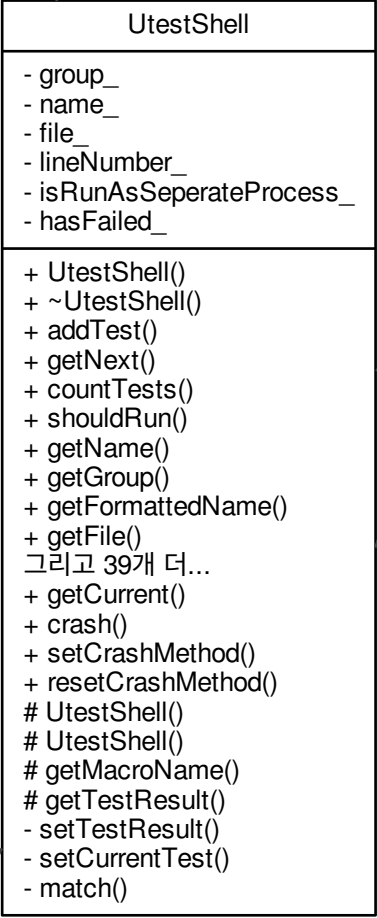 UtestShell
- group_
- name_
- file_
- lineNumber_
- isRunAsSeperateProcess_
- hasFailed_
+ UtestShell()
+ ~UtestShell()
+ addTest()
+ getNext()
+ countTests()
+ shouldRun()
+ getName()
+ getGroup()
+ getFormattedName()
+ getFile()
그리고 39개 더...
+ getCurrent()
+ crash()
+ setCrashMethod()
+ resetCrashMethod()
# UtestShell()
# UtestShell()
# getMacroName()
# getTestResult()
- setTestResult()
- setCurrentTest()
- match()